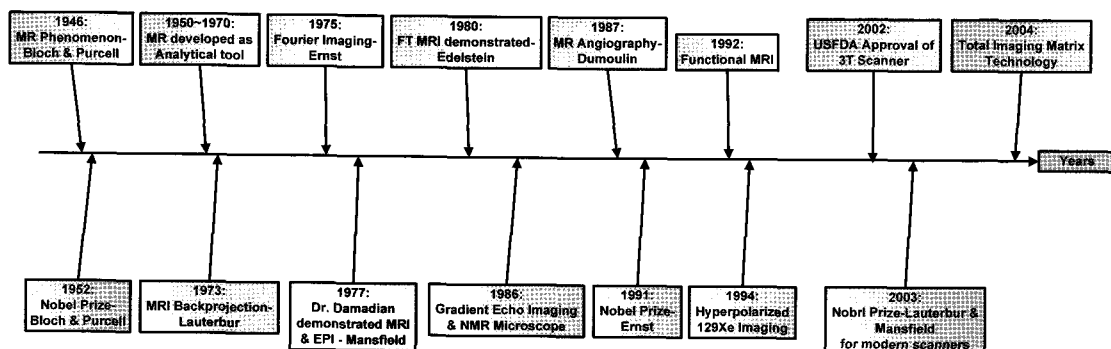 1946:
MR Phenomenon-
Bloch & Purcell
1950~1970:
MR developed as
Analytical tool
1975:
Fourier Imaging-
Ernst
1980:
FT MRI demonstrated-
Edelstein
1987:
MR Angiography-
Dumoulin
1992:
Functional MRI
2002:
USFDA Approval of
3T Scanner
2004:
Total Imaging Matrix
Technology
Years
1952:
Nobel Prize-
Bloch & Purcell
1973:
MRI Backprojection-
Lauterbur
1977:
Dr. Damadian
demonstrated MRI
& EPI - Mansfield
1986:
Gradient Echo Imaging
& NMR Microscope
1991:
Nobel Prize-
Ernst
1994:
Hyperpolarized
129Xe Imaging
2003:
Nobrl Prize-Lauterbur &
Mansfield
for modern scanners